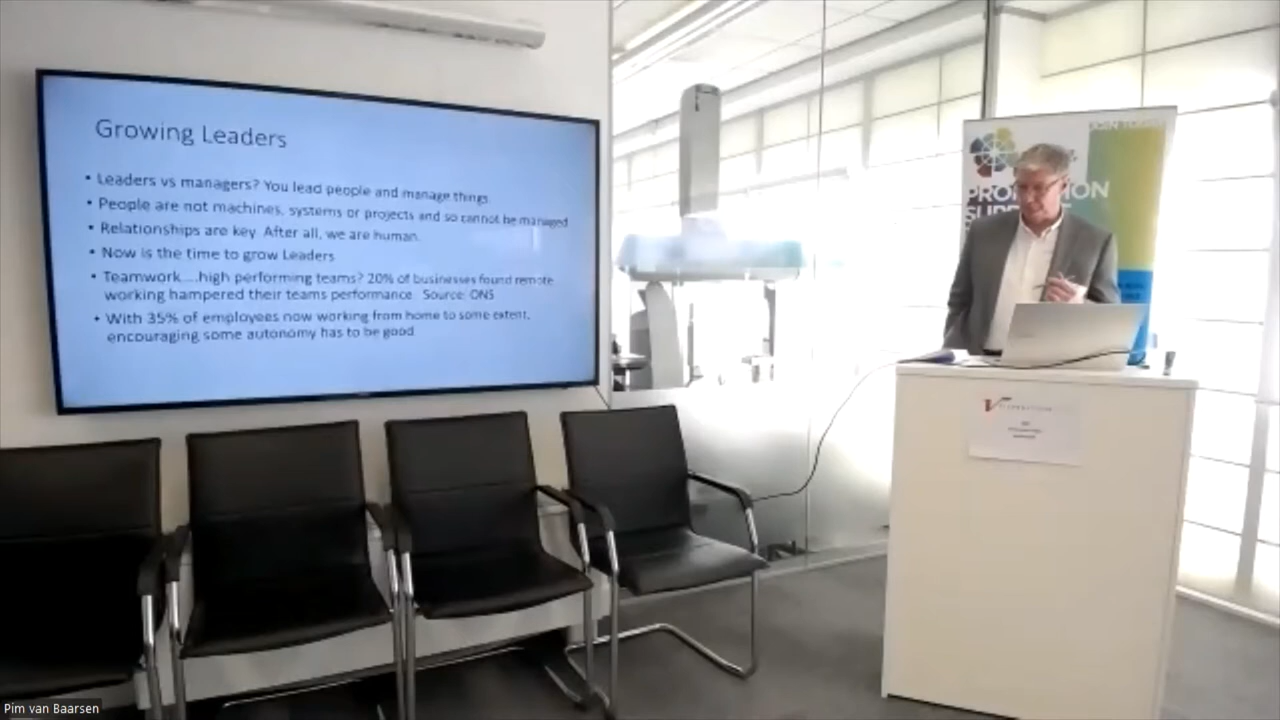 Growing Leaders
• Leaders vs managers? You lead people and manage things.
• People are not machines, systems or projects and so cannot be managed
• Relationships are key. After all, we are human.
• Now is the time to grow Leaders
• Teamwork....high performing teams? 20% of businesses found remote
working hampered their teams performance. Source: ONS
• With 35% of employees now working from home to some extent,
encouraging some autonomy has to be good
JOIN TODAY
Pim van Baarsen